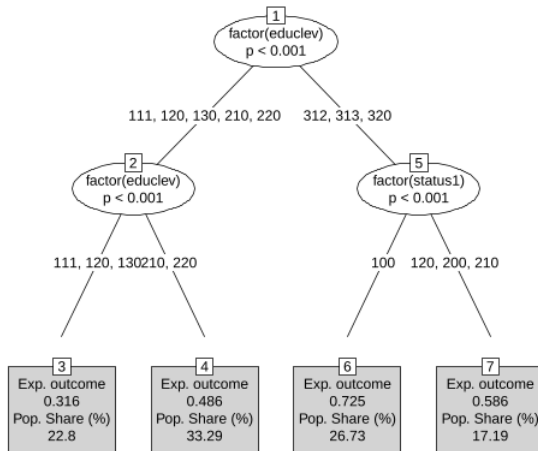 1
factor(educlev)
p < 0.001
111, 120, 130, 210, 220
312, 313, 320
2
factor(educlev)
p < 0.001
5
factor(status1)
p < 0.001
111, 120, 130
210, 220
100
120, 200, 210
3
Exp. outcome
0.316
Pop. Share (%)
22.8
4
Exp. outcome
0.486
Pop. Share (%)
33.29
6
Exp. outcome
0.725
Pop. Share (%)
26.73
7
Exp. outcome
0.586
Pop. Share (%)
17.19